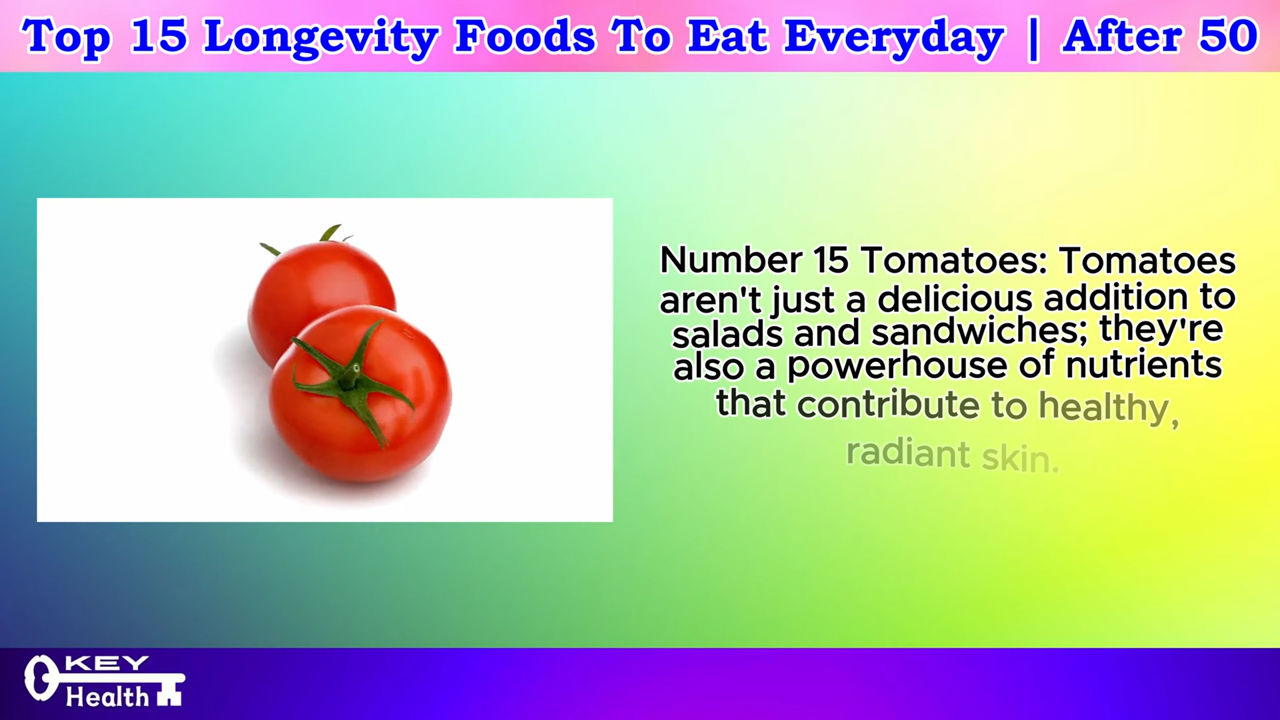 Top 15 Longevity Foods To Eat Everyday | After 50
Number 15 Tomatoes: Tomatoes
aren't just a delicious addition to
salads and sandwiches; they're
also a powerhouse of nutrients
that contribute to healthy,
radiant skin.
KEY
Health